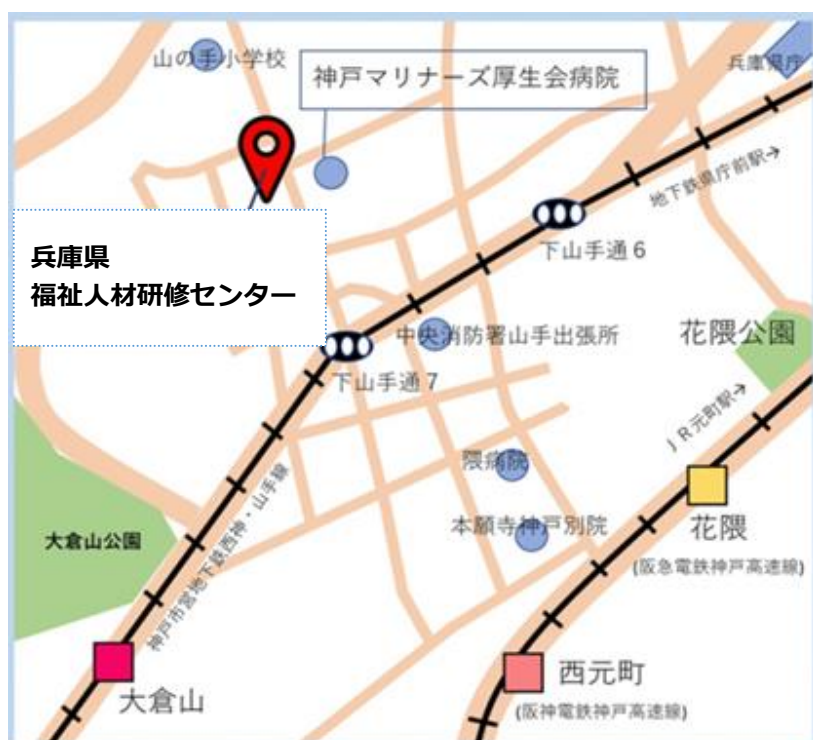 山の手小学校
神戸マリナーズ厚生会病院
兵庫県庁
地下鉄県庁前駅→
兵庫県
福祉人材研修センター
下山手通6
中央消防署山手出張所
花隈公園
下山手通7
JR元町駅→
隈病院
花隈
(阪急電鉄神戸高速線)
本願寺神戸別院
大倉山公園
神戸市営地下鉄西神・山手線
大倉山
西元町
(阪神電鉄神戸高速線)